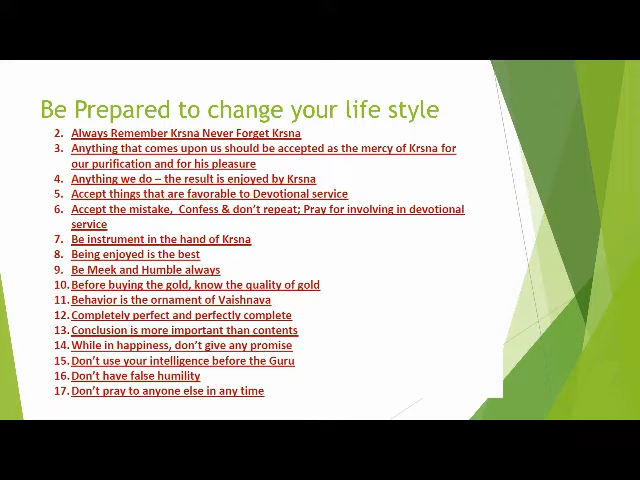 Be Prepared to change your life style
2. Always Remember Krsna Never Forget Krsna
3. Anything that comes upon us should be accepted as the mercy of Krsna for
our purification and for his pleasure
4. Anything we do – the result is enjoyed by Krsna
5. Accept things that are favorable to Devotional service
6. Accept the mistake, Confess & don't repeat; Pray for involving in devotional
service
7. Be instrument in the hand of Krsna
8. Being enjoyed is the best
9. Be Meek and Humble always
10. Before buying the gold, know the quality of gold
11. Behavior is the ornament of Vaishnava
12. Completely perfect and perfectly complete
13. Conclusion is more important than contents
14. While in happiness, don't give any promise
15. Don't use your intelligence before the Guru
16. Don't have false humility
17. Don't pray to anyone else in any time